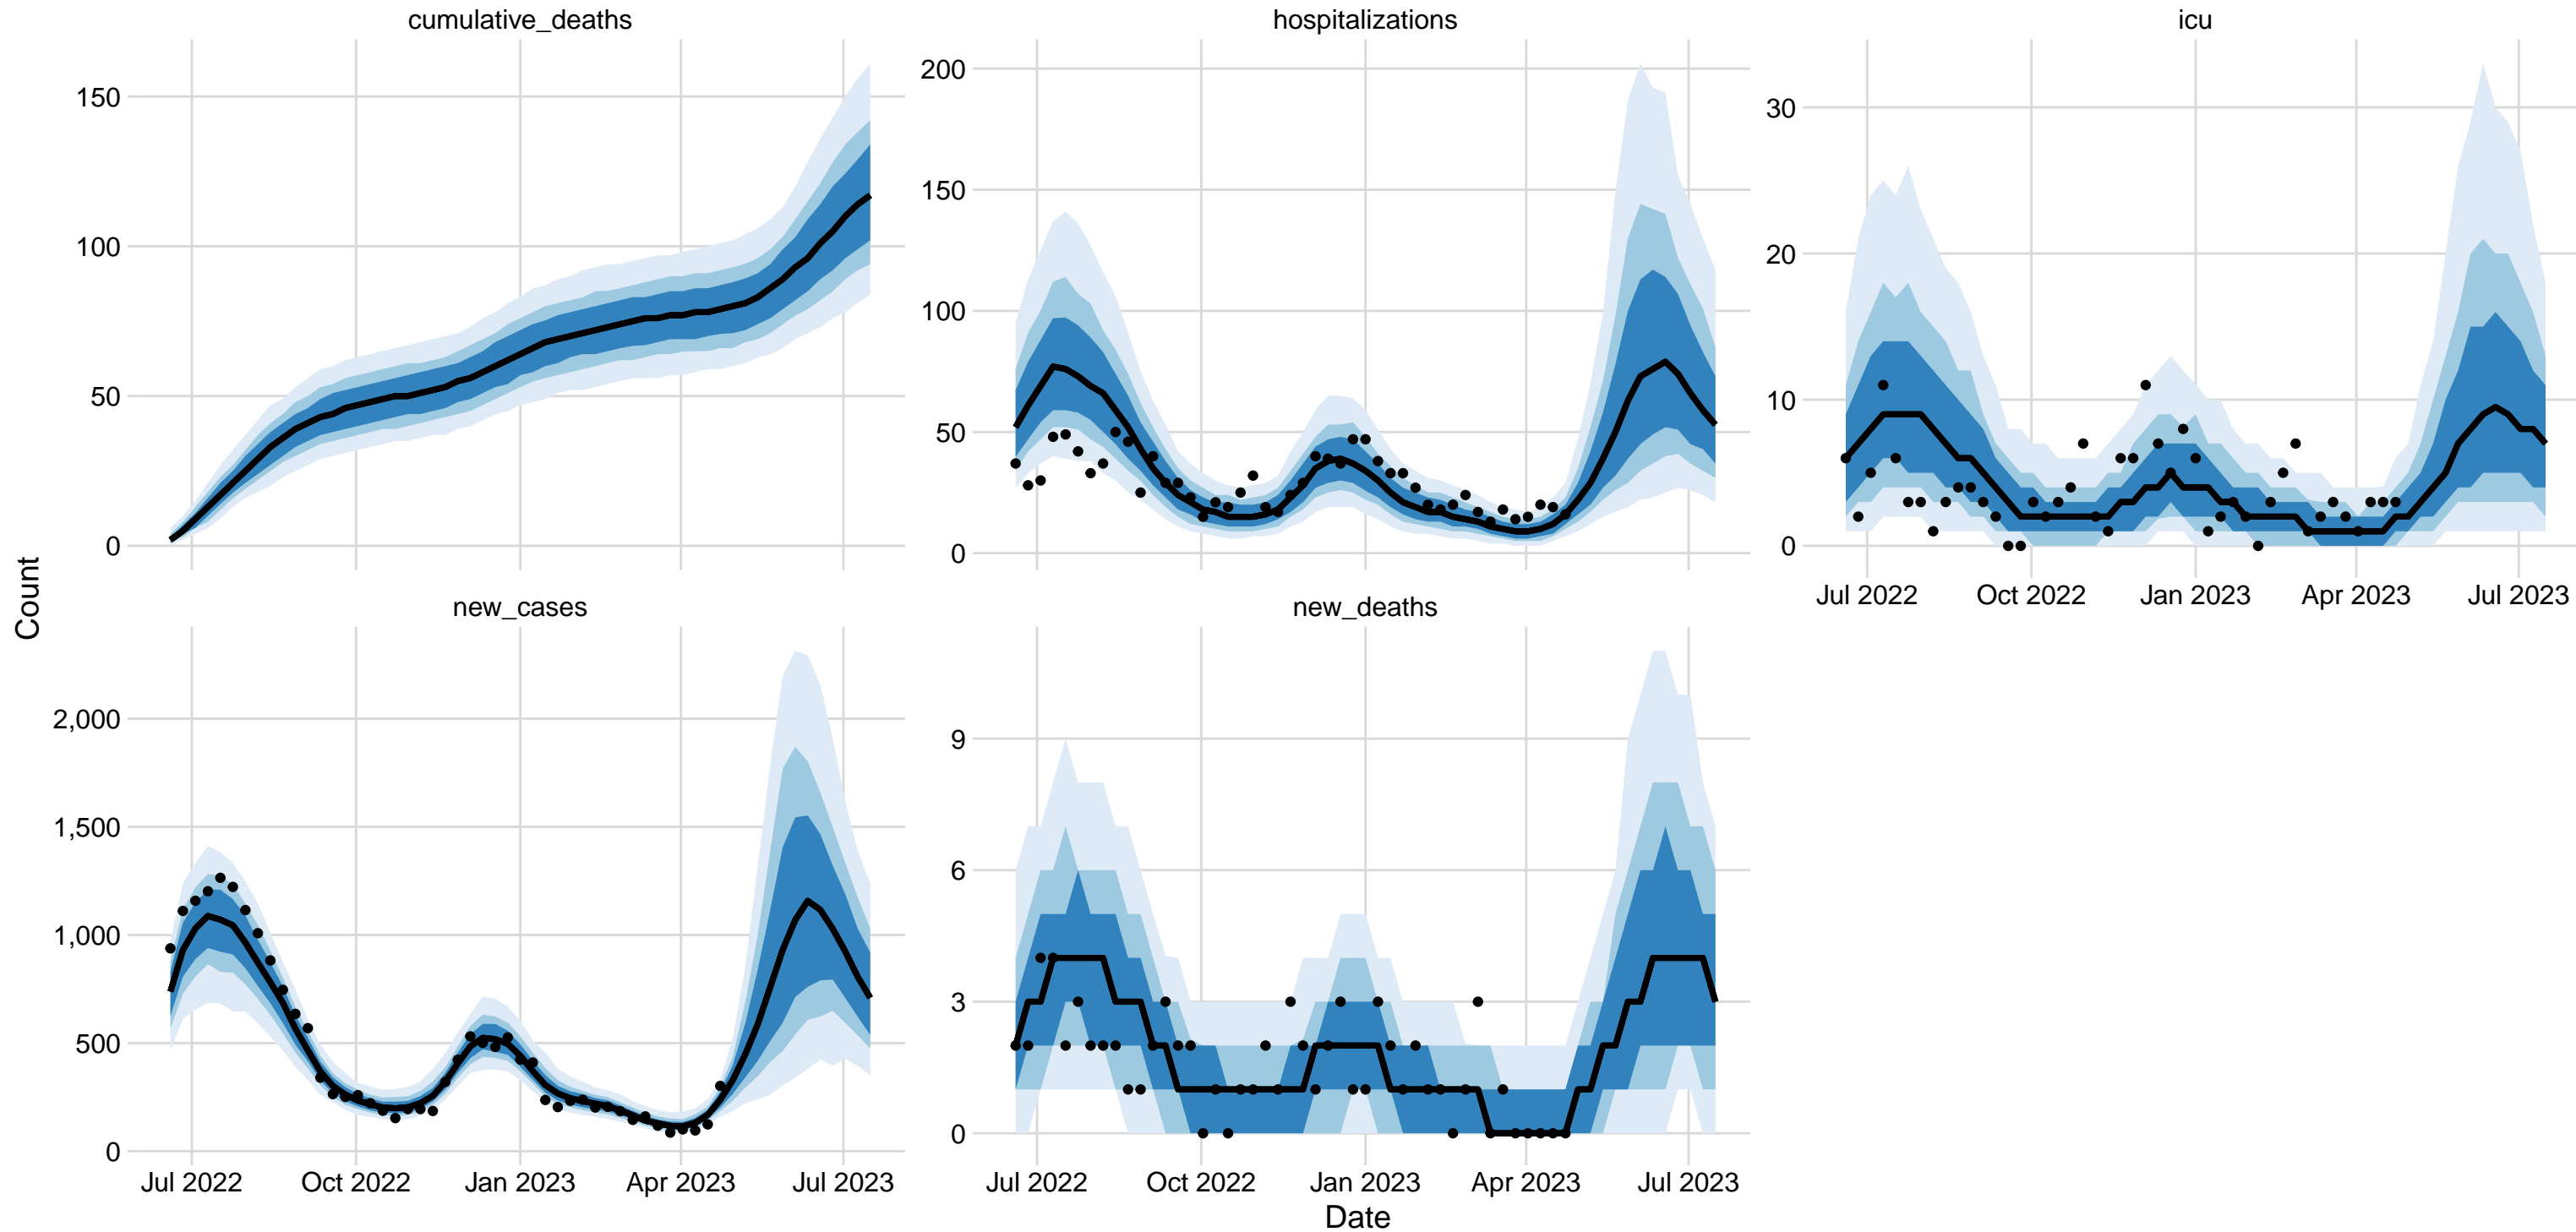 cumulative_deaths
hospitalizations
icu
150
100
50
0
200
150
100
50
0
30
20
10
0
Jul 2022 Oct 2022 Jan 2023 Apr 2023 Jul 2023
Count
new_cases
new_deaths
2,000
1,500
1,000
500
0
9
6
3
0
Jul 2022 Oct 2022 Jan 2023 Apr 2023 Jul 2023
Jul 2022 Oct 2022 Jan 2023 Apr 2023 Jul 2023
Date